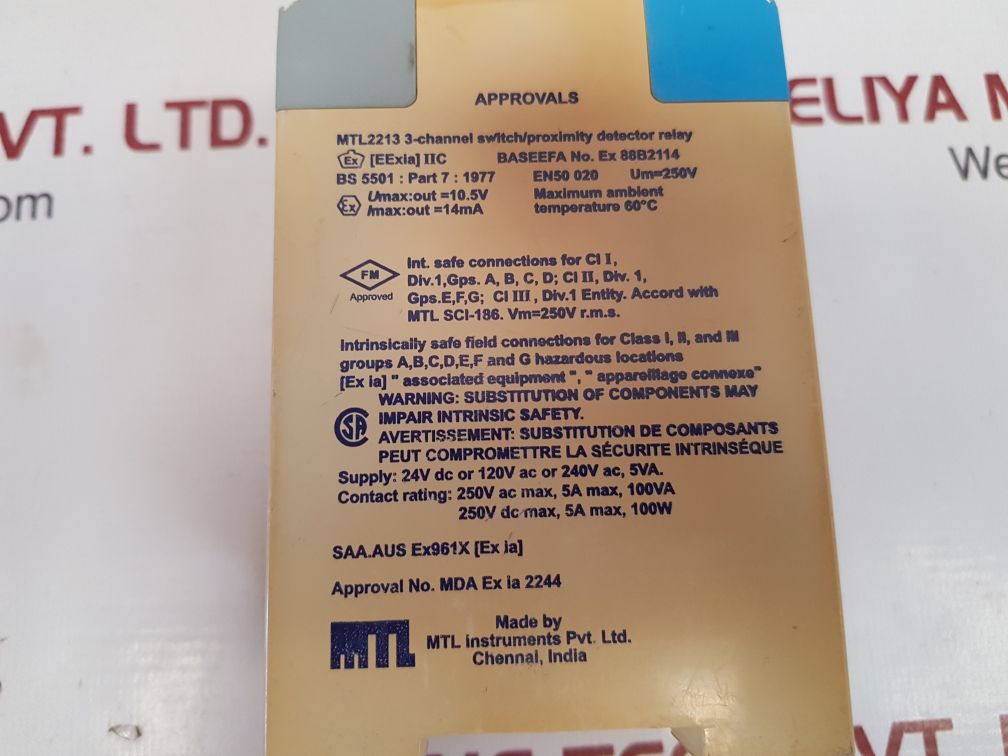 VT. LTD.
ELIYA M
We
om
APPROVALS
MTL2213 3-channel switch/proximity detector relay
Ex [EExia] IIC BASEEFA No. Ex 88B2114
BS 5501 : Part 7 : 1977 EN50 020 Um=250V
Ex Umax:out =10.5V Maximum ambient
Imax:out =14mA temperature 60°C
Int. safe connections for Cl I,
FM Div.1,Gps. A, B, C, D; Cl II, Div. 1,
Approved Gps.E,F,G; Cl III , Div.1 Entity. Accord with
MTL SCI-186. Vm=250V r.m.s.
Intrinsically safe field connections for Class I, II, and III
groups A,B,C,D,E,F and G hazardous locations
[Ex ia] " associated equipment ", " appareillage connexe"
WARNING: SUBSTITUTION OF COMPONENTS MAY
SA IMPAIR INTRINSIC SAFETY.
AVERTISSEMENT: SUBSTITUTION DE COMPOSANTS
PEUT COMPROMETTRE LA SÉCURITE INTRINSÉQUE
Supply: 24V dc or 120V ac or 240V ac, 5VA.
Contact rating: 250V ac max, 5A max, 100VA
250V dc max, 5A max, 100W
SAA.AUS Ex961X [Ex ia]
Approval No. MDA Ex ia 2244
MTL
Made by
MTL instruments Pvt. Ltd.
Chennai, India